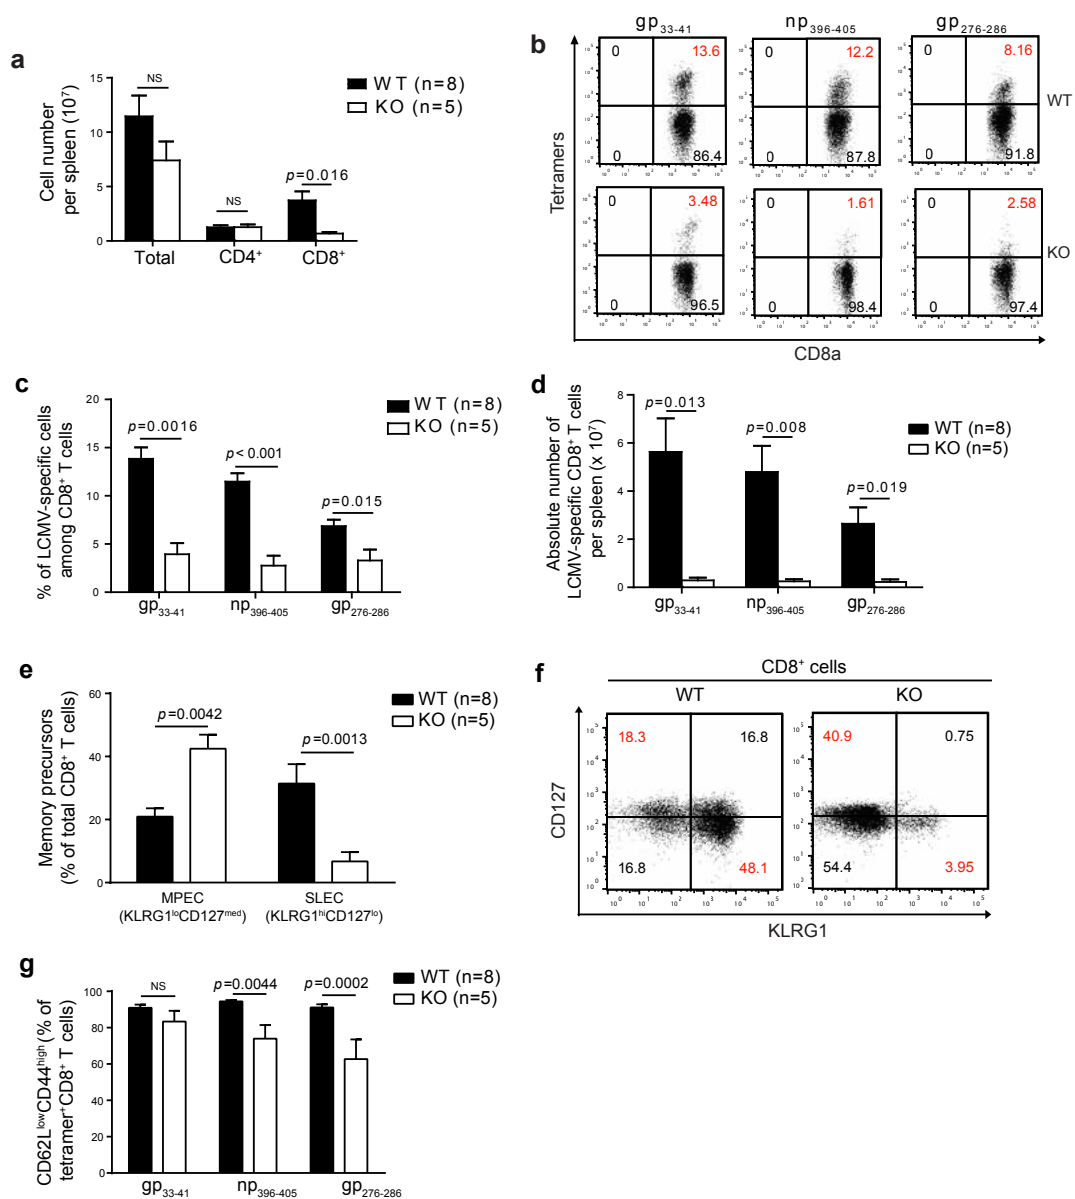 a
Cell number
per spleen (10⁷)
15
10
5
0
NS
NS
p=0.016
Total
CD4⁺
CD8⁺
WT (n=8)
KO (n=5)
b
gp₃₃₋₄₁
np₃₉₆₋₄₀₅
gp₂₇₆₋₂₈₆
Tetramers
0
13.6
0
86.4
0
12.2
0
87.8
0
8.16
0
91.8
WT
0
3.48
0
96.5
0
1.61
0
98.4
0
2.58
0
97.4
KO
CD8a
c
% of LCMV-specific cells
among CD8⁺ T cells
20
15
10
5
0
p=0.0016
p<0.001
p=0.015
gp₃₃₋₄₁
np₃₉₆₋₄₀₅
gp₂₇₆₋₂₈₆
WT (n=8)
KO (n=5)
d
Absolute number of
LCMV-specific CD8⁺ T cells
per spleen (x 10⁷)
8
6
4
2
0
p=0.013
p=0.008
p=0.019
gp₃₃₋₄₁
np₃₉₆₋₄₀₅
gp₂₇₆₋₂₈₆
WT (n=8)
KO (n=5)
e
Memory precursors
(% of total CD8⁺ T cells)
60
40
20
0
p=0.0042
p=0.0013
MPEC
(KLRG1ˡᵒCD127ᵐᵉᵈ)
SLEC
(KLRG1ʰⁱCD127ˡᵒ)
WT (n=8)
KO (n=5)
f
CD8⁺ cells
WT
KO
CD127
18.3
16.8
16.8
48.1
40.9
0.75
54.4
3.95
KLRG1
g
CD62LˡᵒʷCD44ʰⁱᵍʰ (% of
tetramer⁺CD8⁺ T cells)
100
80
60
40
20
0
NS
p=0.0044
p=0.0002
gp₃₃₋₄₁
np₃₉₆₋₄₀₅
gp₂₇₆₋₂₈₆
WT (n=8)
KO (n=5)